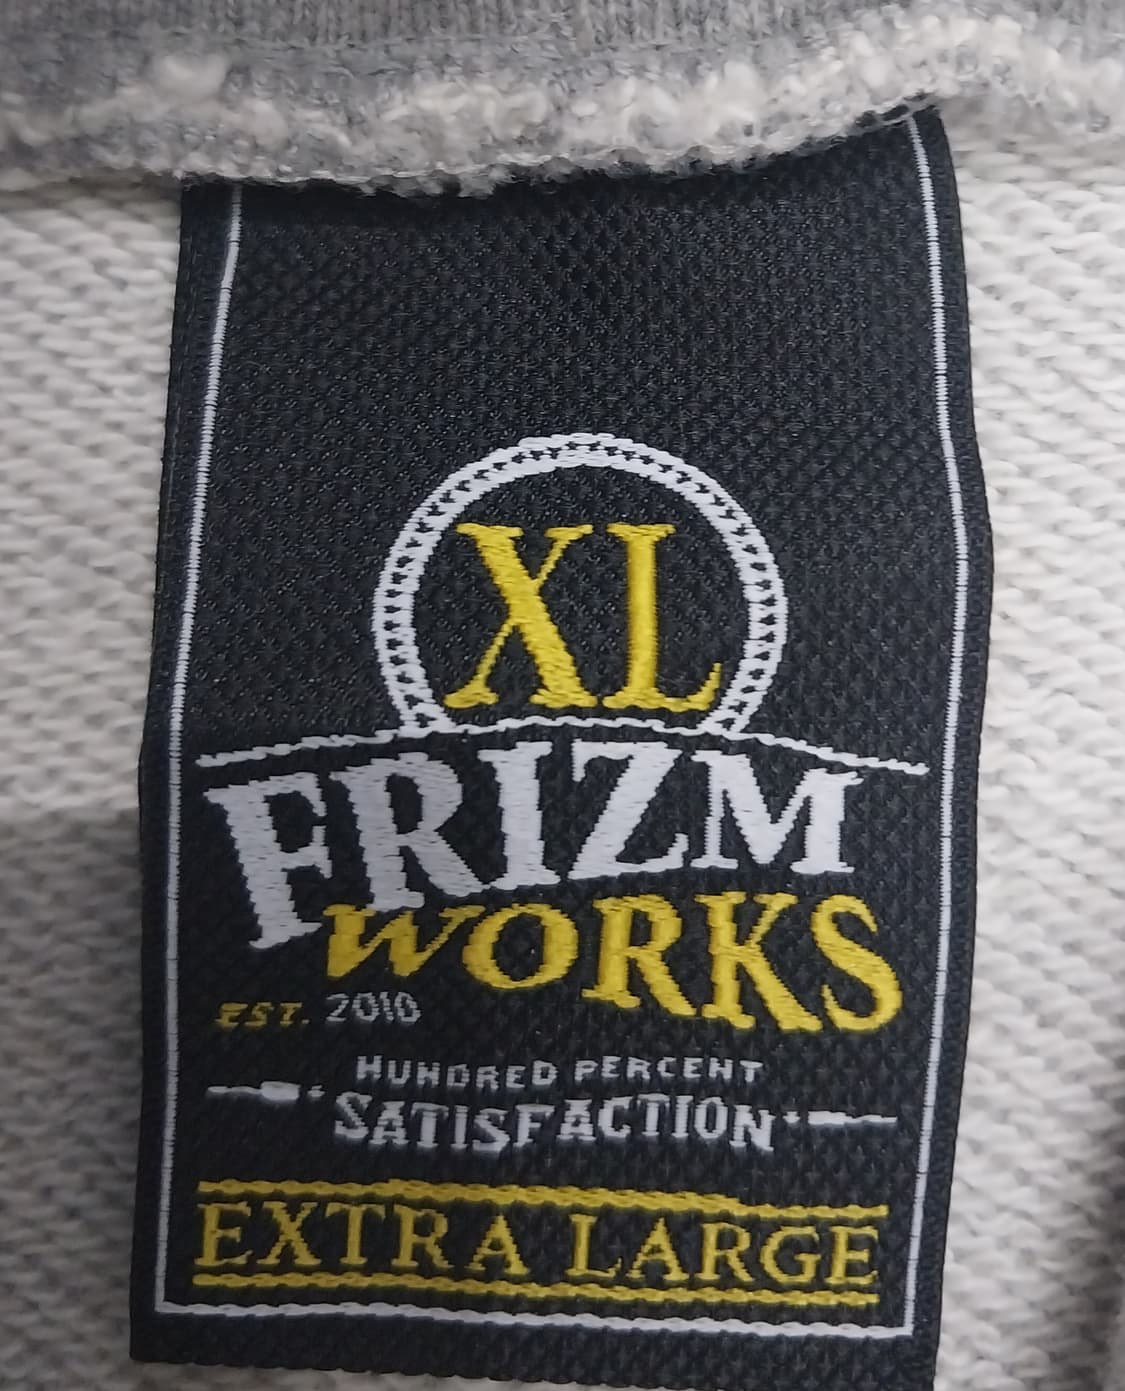 XL
FRIZM
WORKS
EST. 2010
HUNDRED PERCENT
SATISFACTION
EXTRA LARGE